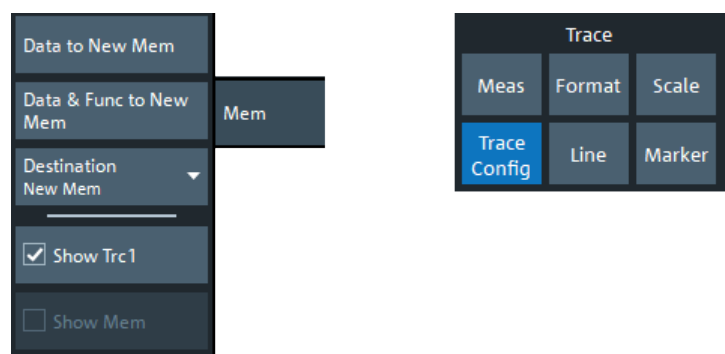 Data to New Mem
Data & Func to New
Mem
Destination
New Mem
Show Trc1
Show Mem
Mem
Trace
Meas
Format
Scale
Trace
Config
Line
Marker